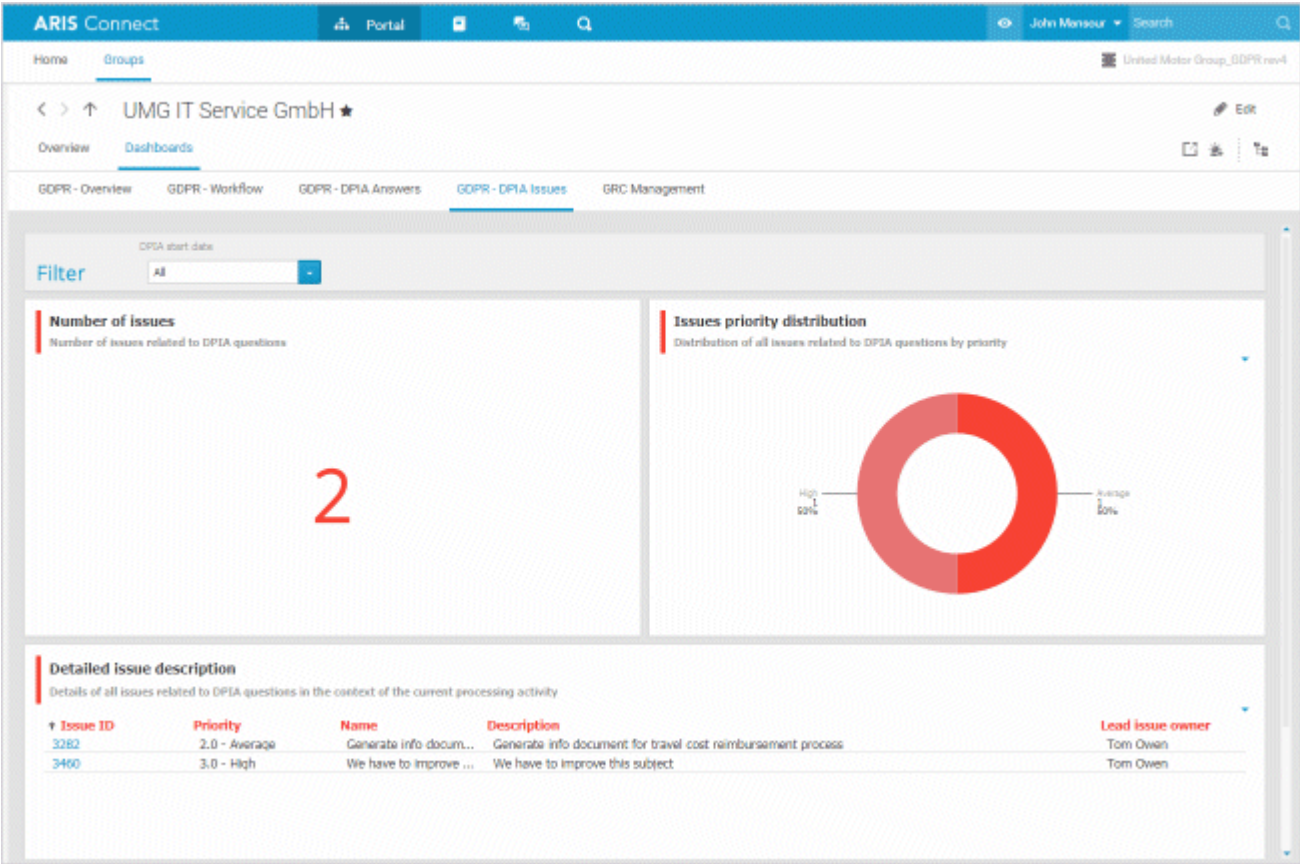 ARIS Connect Portal John Mansour Search
Home Groups United Motor Group_GDPR rev4
UMG IT Service GmbH Edit
Overview Dashboards
GDPR - Overview GDPR - Workflow GDPR - DPIA Answers GDPR - DPIA Issues GRC Management
DPIA start date
Filter All
Number of issues
Number of issues related to DPIA questions
2
Issues priority distribution
Distribution of all issues related to DPIA questions by priority
High
1
50%
Average
1
50%
Detailed issue description
Details of all issues related to DPIA questions in the context of the current processing activity
Issue ID Priority Name Description Lead issue owner
3282 2.0 - Average Generate info docum... Generate info document for travel cost reimbursement process Tom Owen
3460 3.0 - High We have to improve ... We have to improve this subject Tom Owen